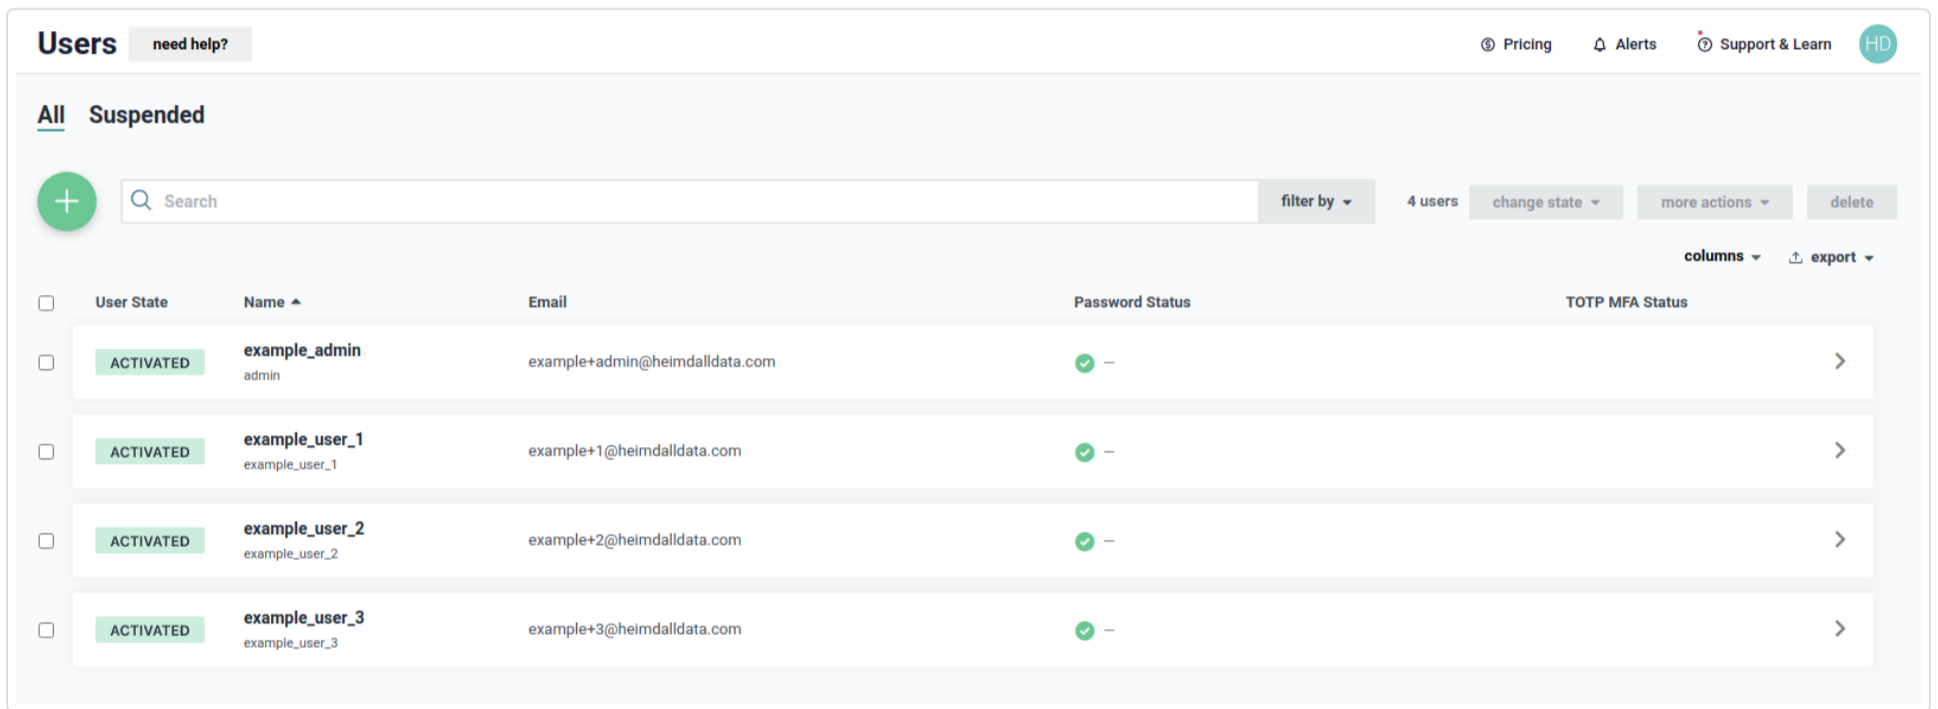 Users need help? Pricing Alerts Support & Learn HD
All Suspended
Search filter by 4 users change state more actions delete
columns export
User State Name Email Password Status TOTP MFA Status
ACTIVATED example_admin example+admin@heimdalldata.com –
admin
ACTIVATED example_user_1 example+1@heimdalldata.com –
example_user_1
ACTIVATED example_user_2 example+2@heimdalldata.com –
example_user_2
ACTIVATED example_user_3 example+3@heimdalldata.com –
example_user_3